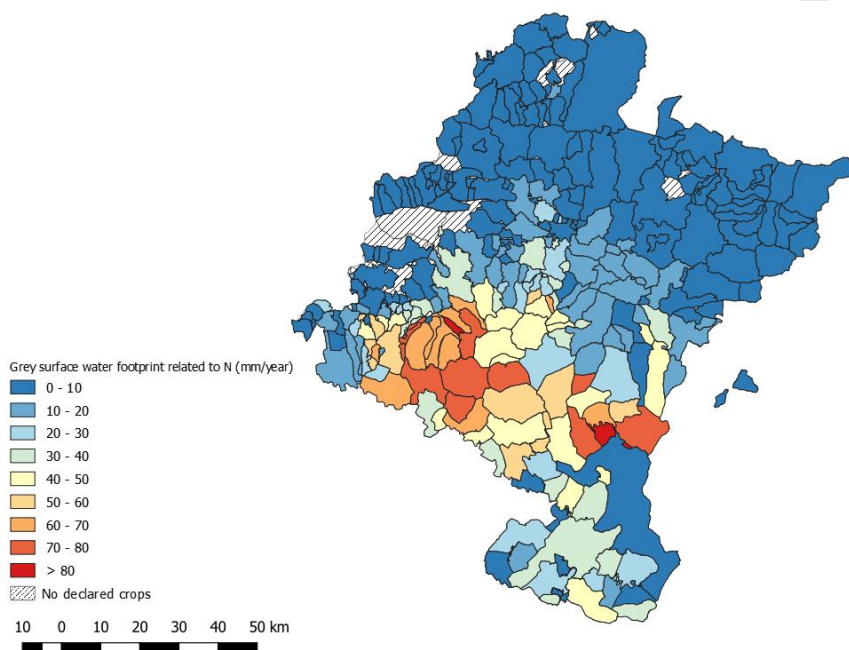 Grey surface water footprint related to N (mm/year)
0 - 10
10 - 20
20 - 30
30 - 40
40 - 50
50 - 60
60 - 70
70 - 80
> 80
No declared crops
10 0 10 20 30 40 50 km